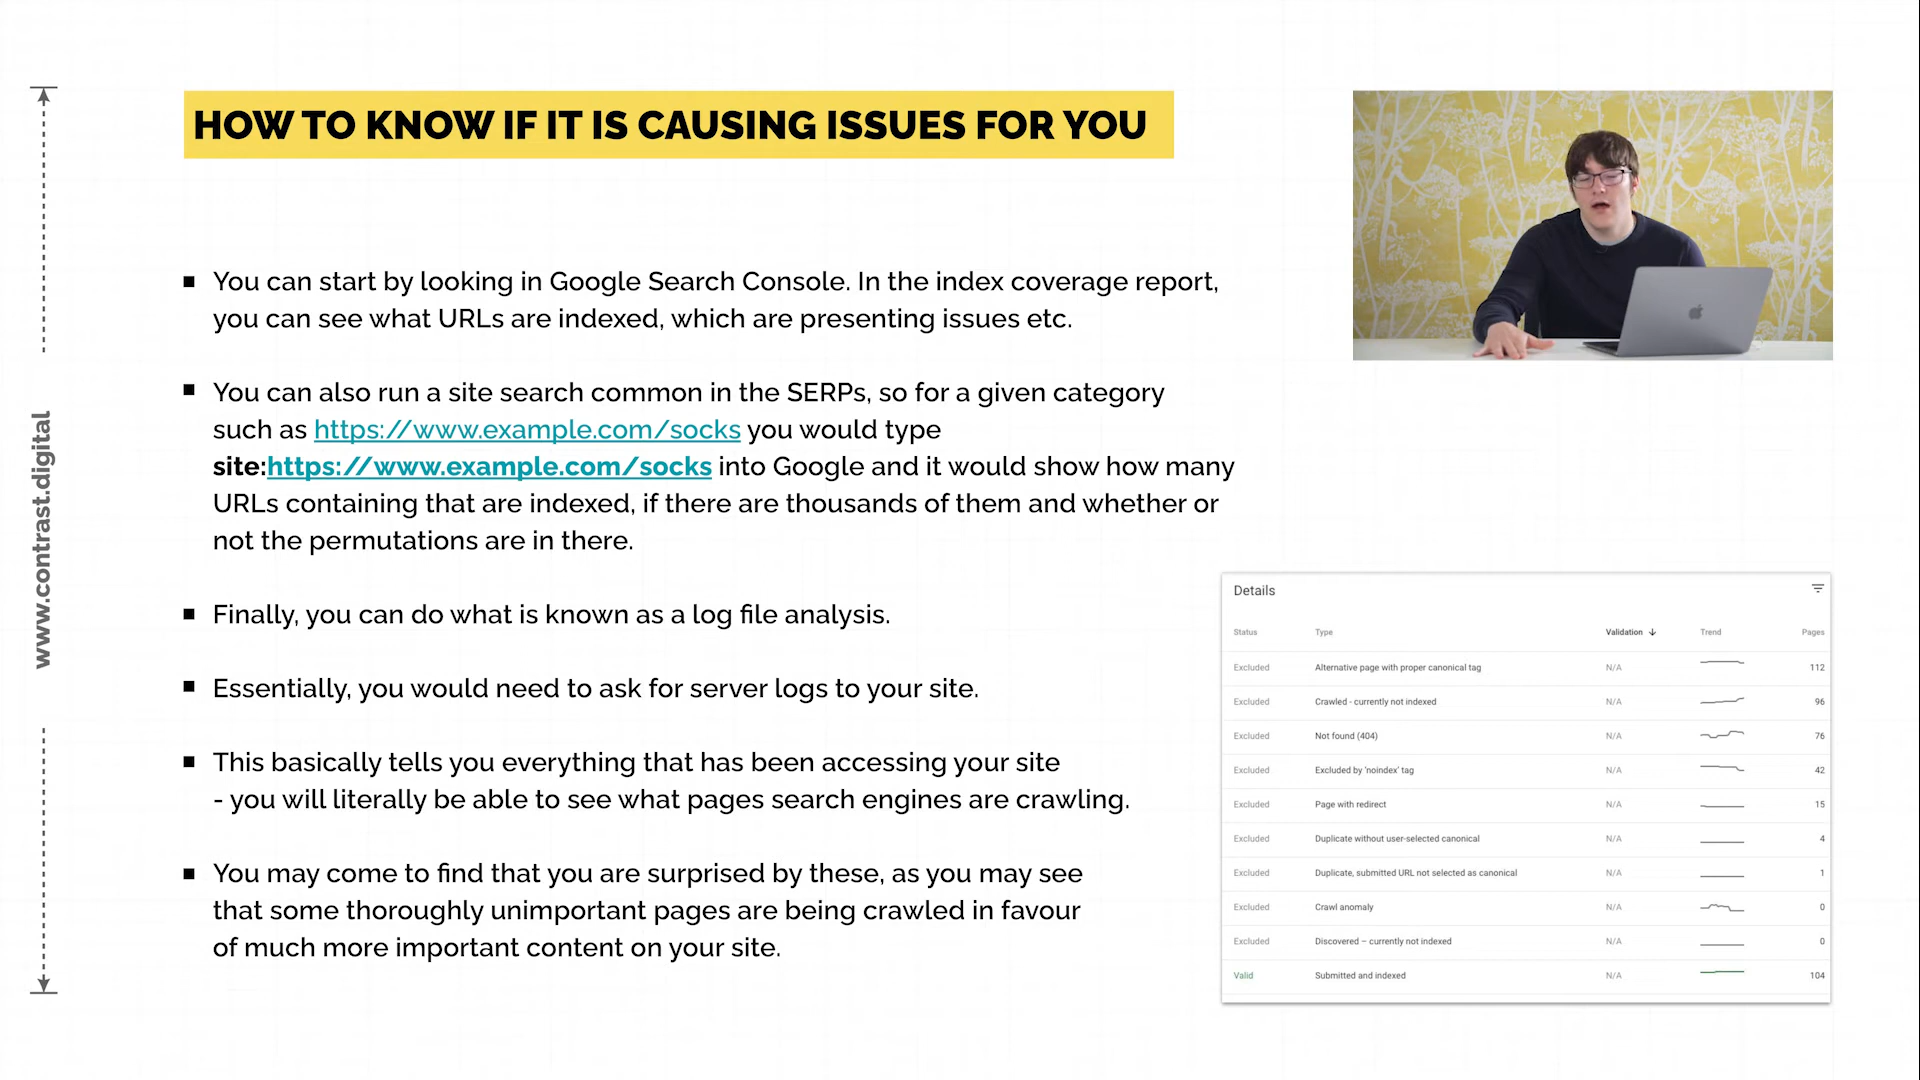 HOW TO KNOW IF IT IS CAUSING ISSUES FOR YOU
www.contrast.digital
You can start by looking in Google Search Console. In the index coverage report,
you can see what URLs are indexed, which are presenting issues etc.
You can also run a site search common in the SERPs, so for a given category
such as https://www.example.com/socks you would type
site:https://www.example.com/socks into Google and it would show how many
URLs containing that are indexed, if there are thousands of them and whether or
not the permutations are in there.
Finally, you can do what is known as a log file analysis.
Essentially, you would need to ask for server logs to your site.
This basically tells you everything that has been accessing your site
- you will literally be able to see what pages search engines are crawling.
You may come to find that you are surprised by these, as you may see
that some thoroughly unimportant pages are being crawled in favour
of much more important content on your site.
Details
Status Type Validation ↓ Trend Pages
Excluded Alternative page with proper canonical tag N/A 112
Excluded Crawled - currently not indexed N/A 96
Excluded Not found (404) N/A 76
Excluded Excluded by 'noindex' tag N/A 42
Excluded Page with redirect N/A 15
Excluded Duplicate without user-selected canonical N/A 4
Excluded Duplicate, submitted URL not selected as canonical N/A 1
Excluded Crawl anomaly N/A 0
Excluded Discovered – currently not indexed N/A 0
Valid Submitted and indexed N/A 104